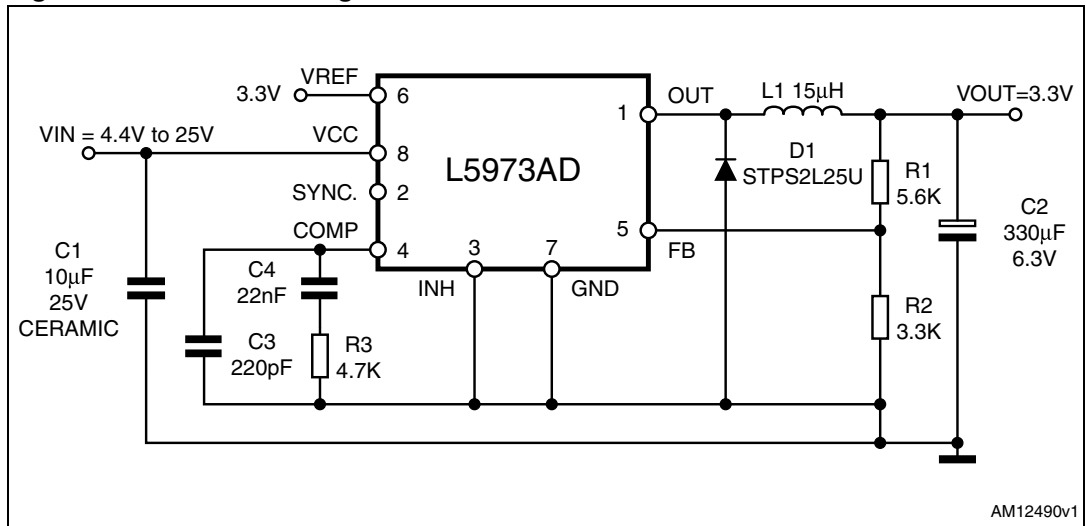 VREF
3.3V
6
VIN = 4.4V to 25V
VCC
8
SYNC.
2
COMP
4
L5973AD
3
INH
7
GND
1
OUT
5
FB
L1 15μH
VOUT=3.3V
D1
STPS2L25U
R1
5.6K
R2
3.3K
C2
330μF
6.3V
C1
10μF
25V
CERAMIC
C4
22nF
C3
220pF
R3
4.7K
AM12490v1